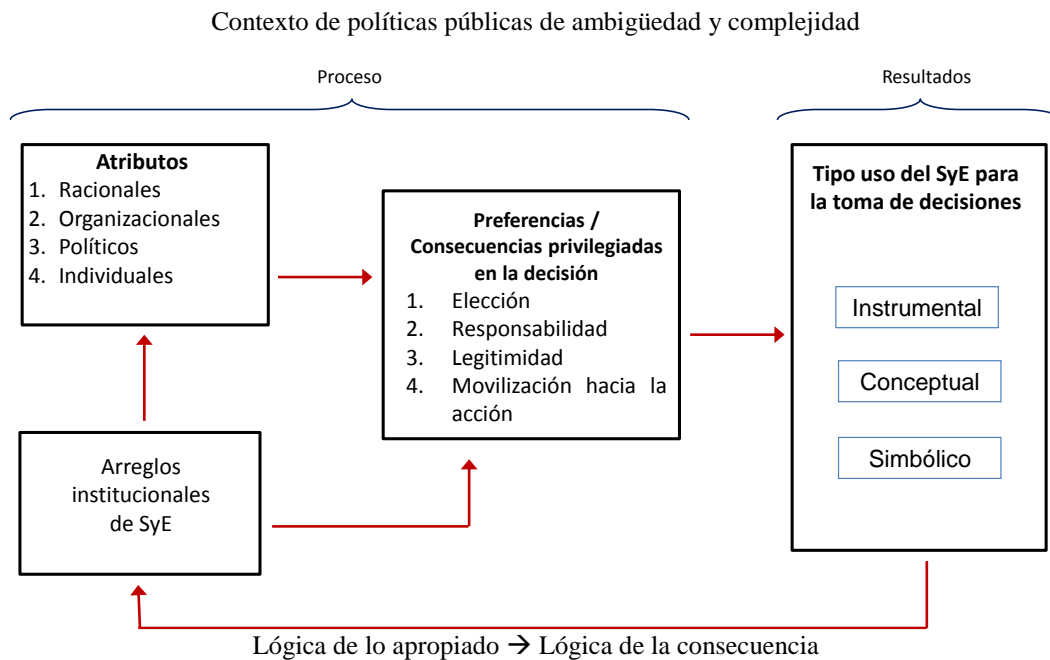 Contexto de políticas públicas de ambigüedad y complejidad
Proceso
Resultados
Atributos
1. Racionales
2. Organizacionales
3. Políticos
4. Individuales
Preferencias /
Consecuencias privilegiadas
en la decisión
1. Elección
2. Responsabilidad
3. Legitimidad
4. Movilización hacia la
acción
Tipo uso del SyE para
la toma de decisiones
Instrumental
Conceptual
Simbólico
Arreglos
institucionales
de SyE
Lógica de lo apropiado → Lógica de la consecuencia